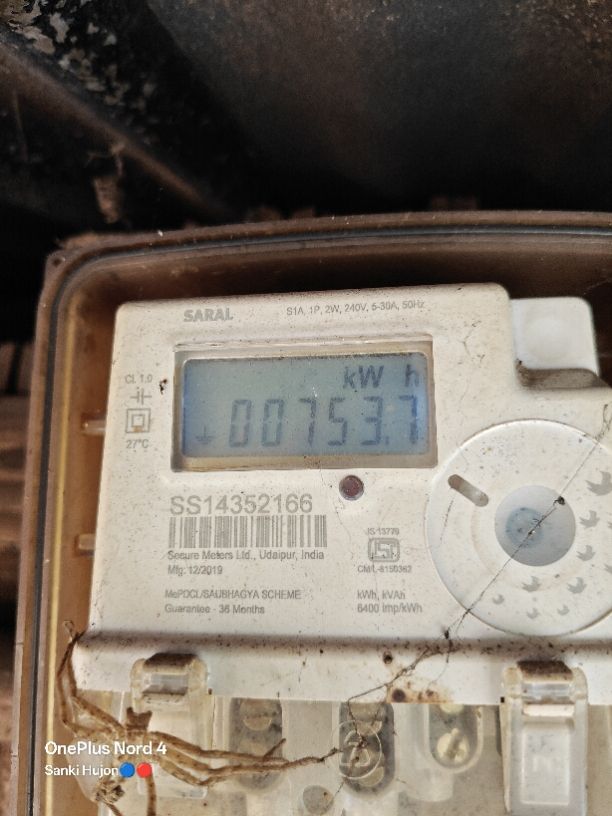 SARAL
S1A, 1P, 2W, 240V, 5-30A, 50Hz
CL 1.0
kW h
00753.7
27°C
SS14352166
Secure Meters Ltd., Udaipur, India
Mfg: 12/2019
IS 13779
CM/L-8150362
MePDCL/SAUBHAGYA SCHEME
Guarantee - 36 Months
kWh, kVAh
6400 imp/kWh
OnePlus Nord 4
Sanki Hujon🔵🔴